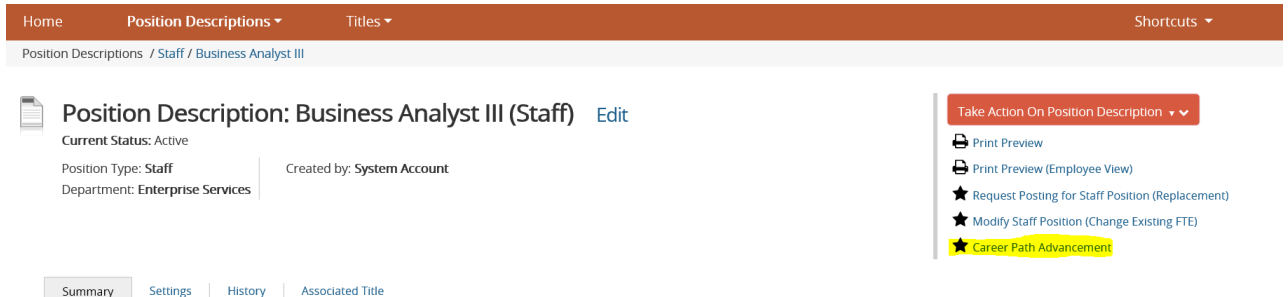 Home Position Descriptions Titles Shortcuts
Position Descriptions / Staff / Business Analyst III
Position Description: Business Analyst III (Staff) Edit
Current Status: Active
Position Type: Staff Created by: System Account
Department: Enterprise Services
Take Action On Position Description
Print Preview
Print Preview (Employee View)
Request Posting for Staff Position (Replacement)
Modify Staff Position (Change Existing FTE)
Career Path Advancement
Summary Settings History Associated Title